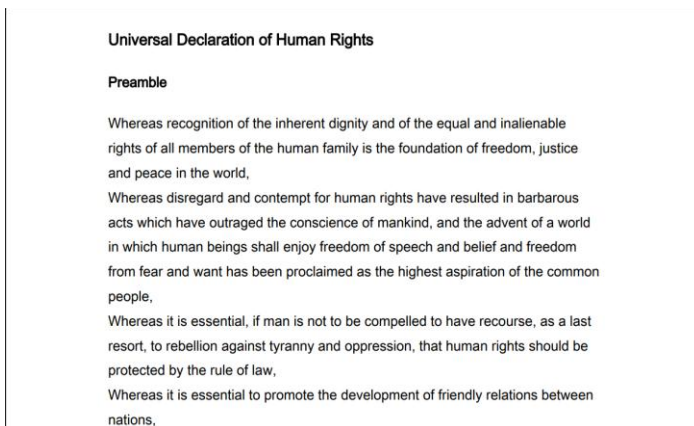 Universal Declaration of Human Rights
Preamble
Whereas recognition of the inherent dignity and of the equal and inalienable
rights of all members of the human family is the foundation of freedom, justice
and peace in the world,
Whereas disregard and contempt for human rights have resulted in barbarous
acts which have outraged the conscience of mankind, and the advent of a world
in which human beings shall enjoy freedom of speech and belief and freedom
from fear and want has been proclaimed as the highest aspiration of the common
people,
Whereas it is essential, if man is not to be compelled to have recourse, as a last
resort, to rebellion against tyranny and oppression, that human rights should be
protected by the rule of law,
Whereas it is essential to promote the development of friendly relations between
nations,